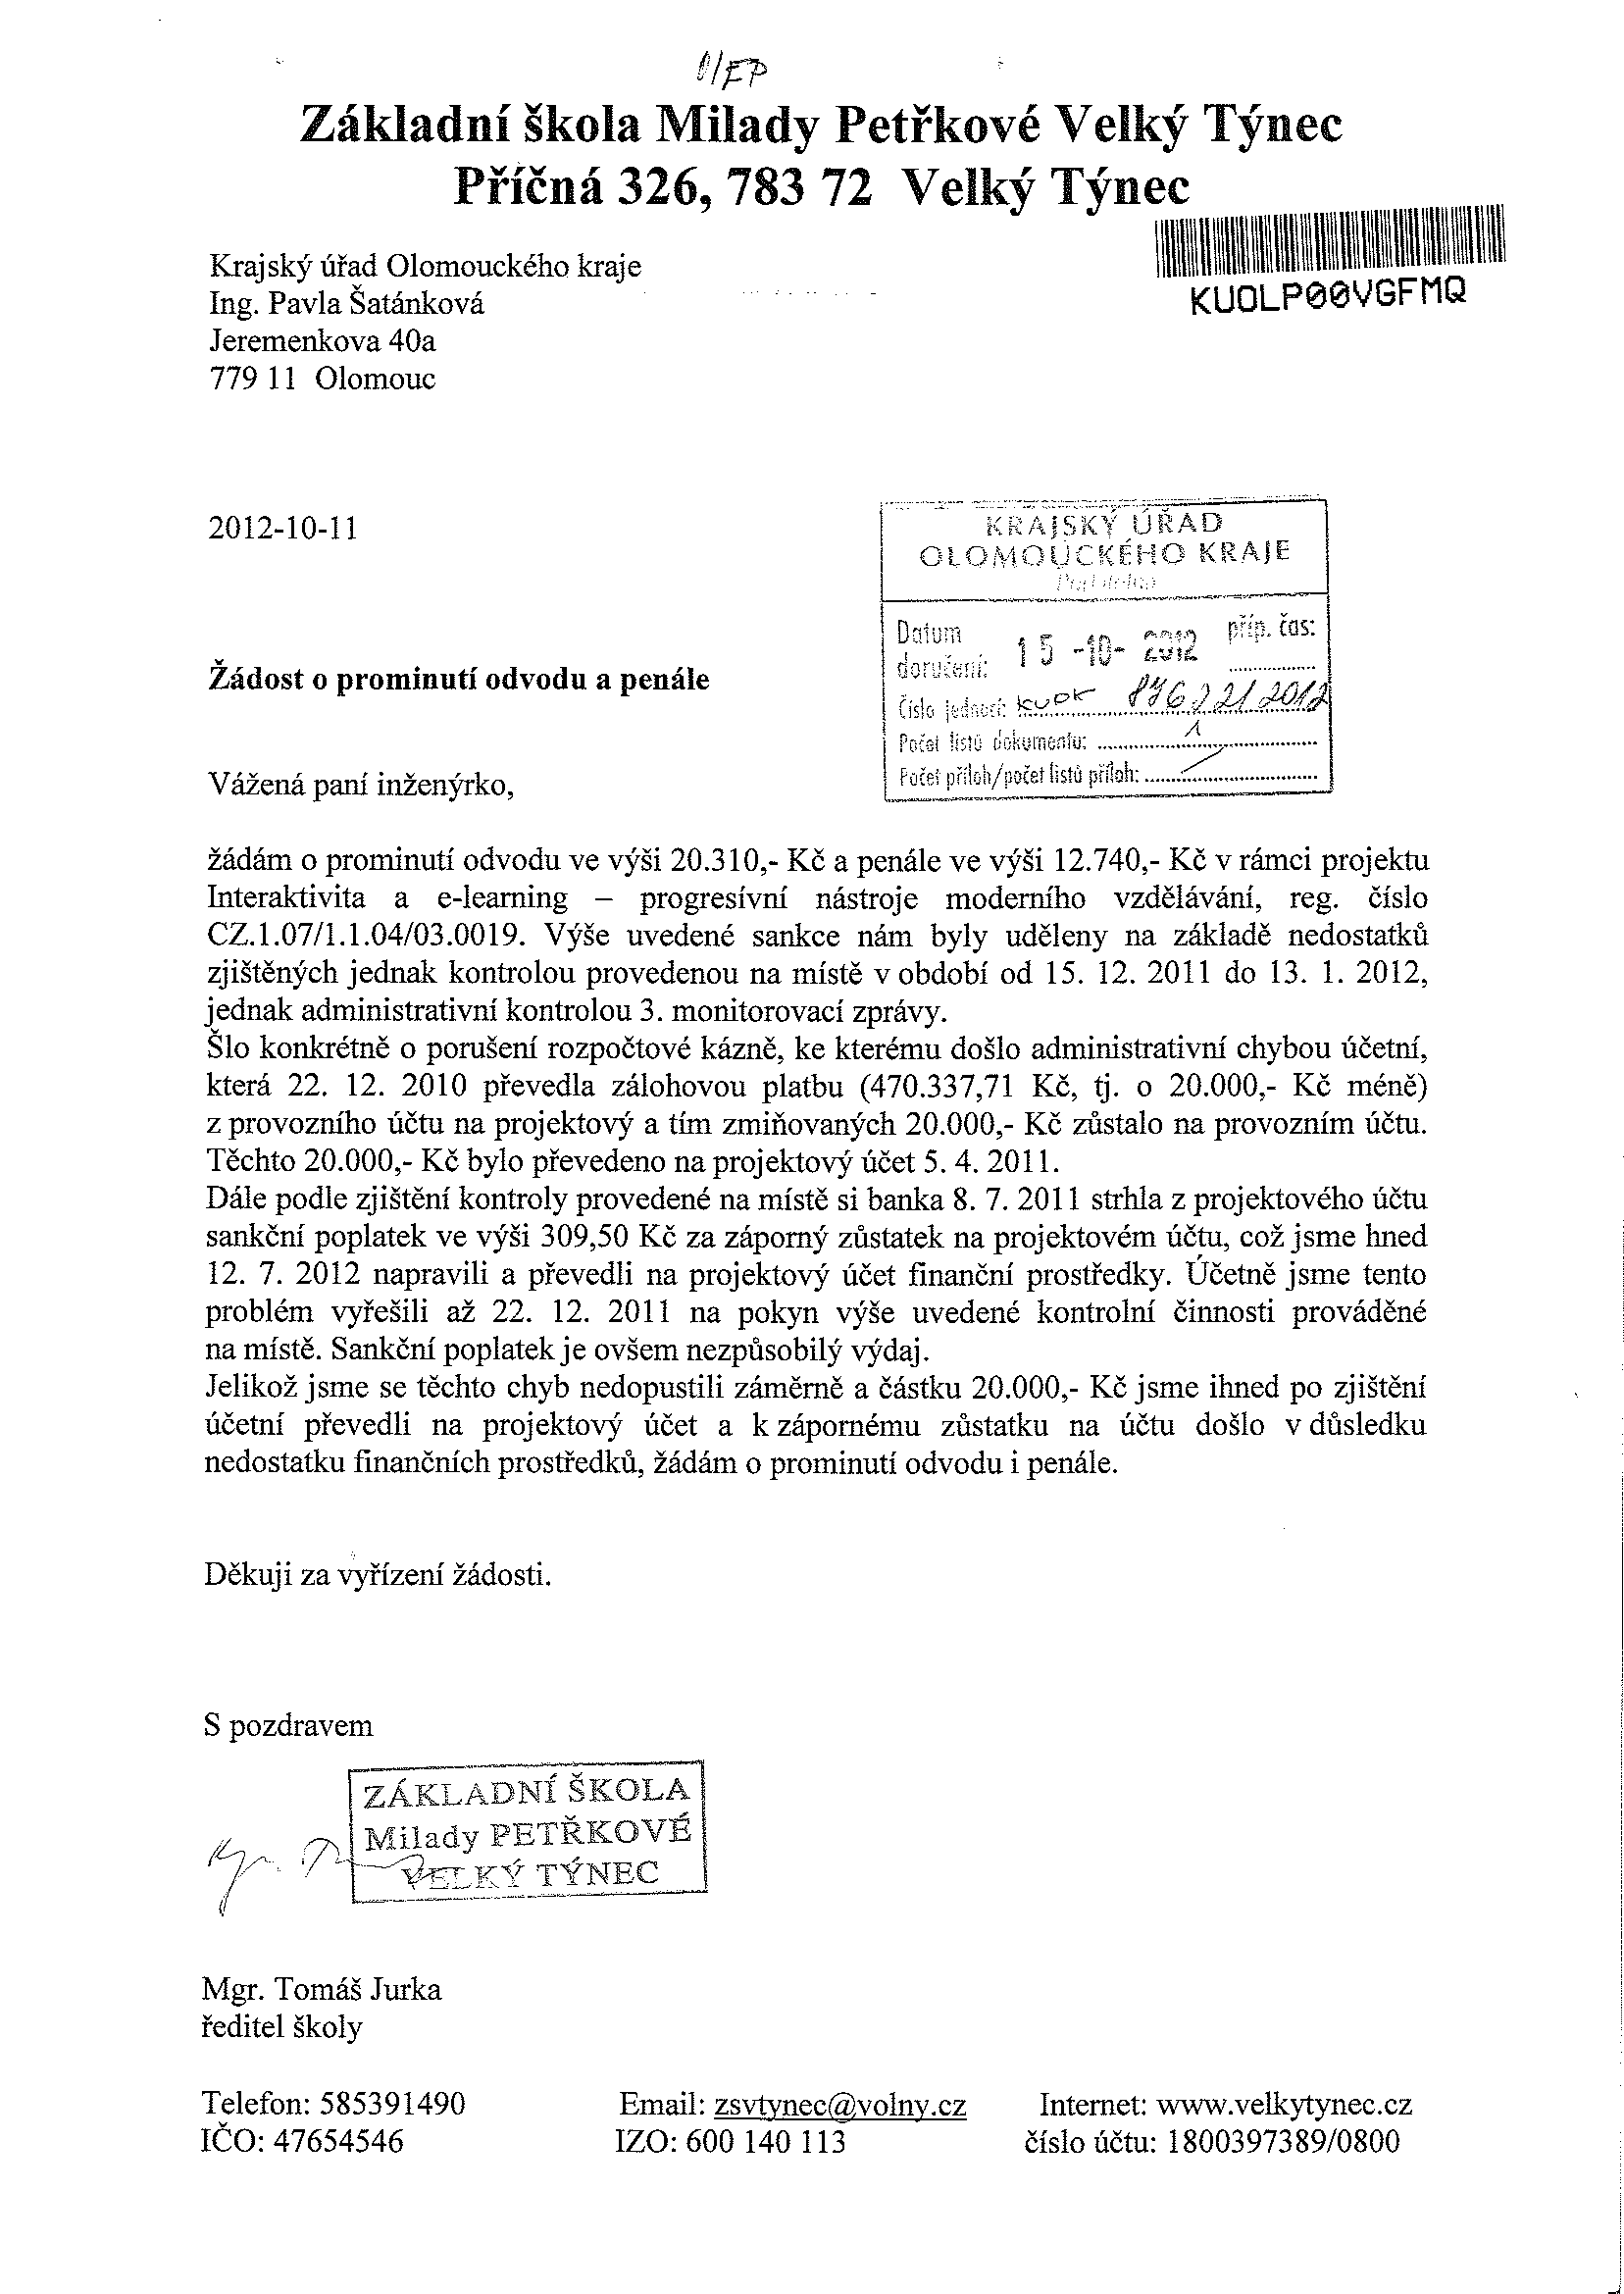 Základní škola Milady Petřkové Velký Týnec
Příčná 326, 783 72 Velký Týnec
KUOLP00VGFMQ
Krajský úřad Olomouckého kraje
Ing. Pavla Šatánková
Jeremenkova 40a
779 11 Olomouc
2012-10-11
KRAJSKÝ ÚŘAD
OLOMOUCKÉHO KRAJE
Datum
doručení: 15 -10- 2012 příp. čas:
Číslo jednací: KUOK
Počet listů dokumentu: 1
Počet příloh/počet listů příloh:
Žádost o prominutí odvodu a penále
Vážená paní inženýrko,
žádám o prominutí odvodu ve výši 20.310,- Kč a penále ve výši 12.740,- Kč v rámci projektu
Interaktivita a e-learning – progresívní nástroje moderního vzdělávání, reg. číslo
CZ.1.07/1.1.04/03.0019. Výše uvedené sankce nám byly uděleny na základě nedostatků
zjištěných jednak kontrolou provedenou na místě v období od 15. 12. 2011 do 13. 1. 2012,
jednak administrativní kontrolou 3. monitorovací zprávy.
Šlo konkrétně o porušení rozpočtové kázně, ke kterému došlo administrativní chybou účetní,
která 22. 12. 2010 převedla zálohovou platbu (470.337,71 Kč, tj. o 20.000,- Kč méně)
z provozního účtu na projektový a tím zmiňovaných 20.000,- Kč zůstalo na provozním účtu.
Těchto 20.000,- Kč bylo převedeno na projektový účet 5. 4. 2011.
Dále podle zjištění kontroly provedené na místě si banka 8. 7. 2011 strhla z projektového účtu
sankční poplatek ve výši 309,50 Kč za záporný zůstatek na projektovém účtu, což jsme hned
12. 7. 2012 napravili a převedli na projektový účet finanční prostředky. Účetně jsme tento
problém vyřešili až 22. 12. 2011 na pokyn výše uvedené kontrolní činnosti prováděné
na místě. Sankční poplatek je ovšem nezpůsobilý výdaj.
Jelikož jsme se těchto chyb nedopustili záměrně a částku 20.000,- Kč jsme ihned po zjištění
účetní převedli na projektový účet a k zápornému zůstatku na účtu došlo v důsledku
nedostatku finančních prostředků, žádám o prominutí odvodu i penále.
Děkuji za vyřízení žádosti.
S pozdravem
ZÁKLADNÍ ŠKOLA
Milady PETŘKOVÉ
VELKÝ TÝNEC
Mgr. Tomáš Jurka
ředitel školy
Telefon: 585391490 Email: zsvtynec@volny.cz Internet: www.velkytynec.cz
IČO: 47654546 IZO: 600 140 113 číslo účtu: 1800397389/0800